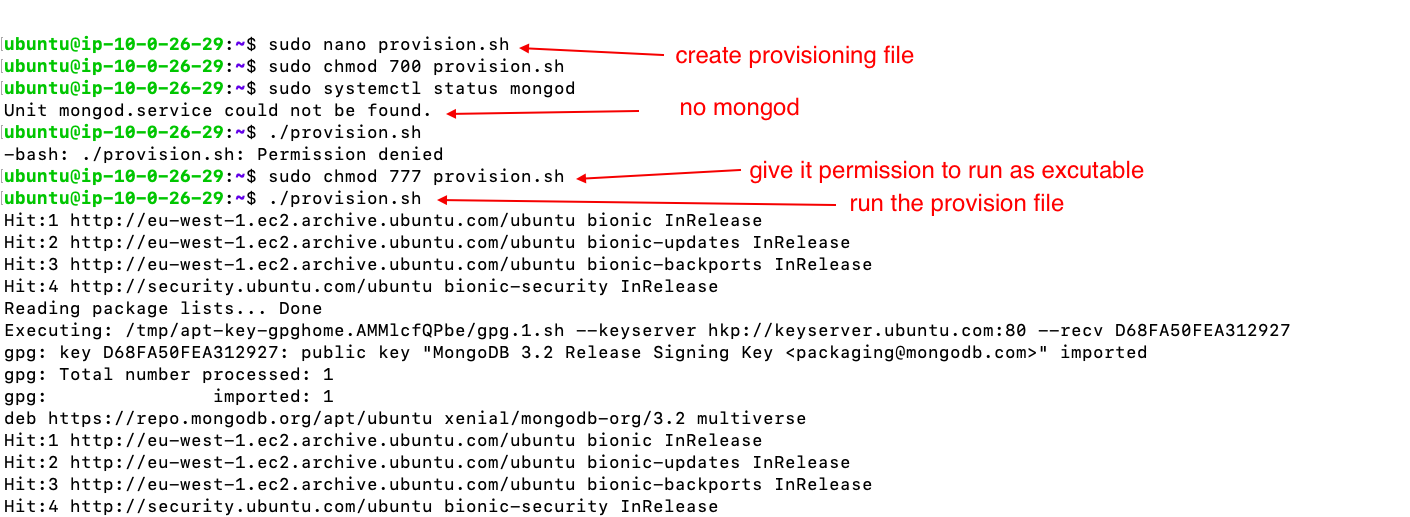 [ubuntu@ip-10-0-26-29:~$ sudo nano provision.sh
create provisioning file
[ubuntu@ip-10-0-26-29:~$ sudo chmod 700 provision.sh
[ubuntu@ip-10-0-26-29:~$ sudo systemctl status mongod
Unit mongod.service could not be found.
no mongod
[ubuntu@ip-10-0-26-29:~$ ./provision.sh
-bash: ./provision.sh: Permission denied
[ubuntu@ip-10-0-26-29:~$ sudo chmod 777 provision.sh
give it permission to run as excutable
[ubuntu@ip-10-0-26-29:~$ ./provision.sh
run the provision file
Hit:1 http://eu-west-1.ec2.archive.ubuntu.com/ubuntu bionic InRelease
Hit:2 http://eu-west-1.ec2.archive.ubuntu.com/ubuntu bionic-updates InRelease
Hit:3 http://eu-west-1.ec2.archive.ubuntu.com/ubuntu bionic-backports InRelease
Hit:4 http://security.ubuntu.com/ubuntu bionic-security InRelease
Reading package lists... Done
Executing: /tmp/apt-key-gpghome.AMMlcfQPbe/gpg.1.sh --keyserver hkp://keyserver.ubuntu.com:80 --recv D68FA50FEA312927
gpg: key D68FA50FEA312927: public key "MongoDB 3.2 Release Signing Key <packaging@mongodb.com>" imported
gpg: Total number processed: 1
gpg:               imported: 1
deb https://repo.mongodb.org/apt/ubuntu xenial/mongodb-org/3.2 multiverse
Hit:1 http://eu-west-1.ec2.archive.ubuntu.com/ubuntu bionic InRelease
Hit:2 http://eu-west-1.ec2.archive.ubuntu.com/ubuntu bionic-updates InRelease
Hit:3 http://eu-west-1.ec2.archive.ubuntu.com/ubuntu bionic-backports InRelease
Hit:4 http://security.ubuntu.com/ubuntu bionic-security InRelease